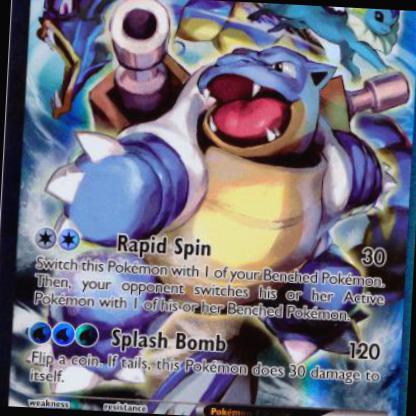 Rapid Spin 30
Switch this Pokémon with 1 of your Benched Pokémon.
Then, your opponent switches his or her Active
Pokémon with 1 of his or her Benched Pokémon.
Splash Bomb 120
Flip a coin. If tails, this Pokémon does 30 damage to
itself.
weakness resistance Pokémon